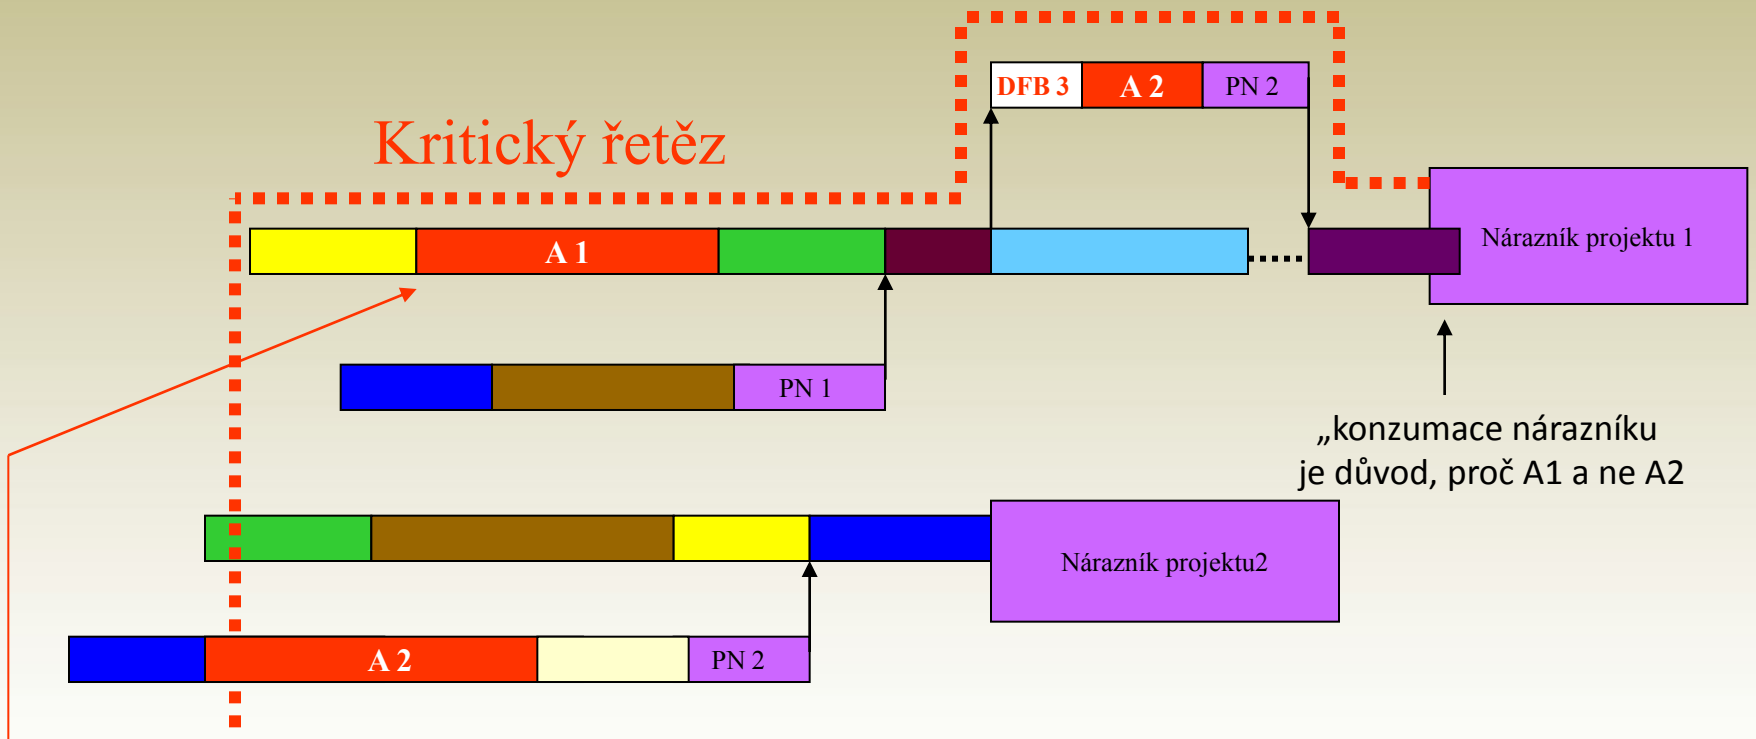 DFB 3 A 2 PN 2
Kritický řetěz
A 1
Nárazník projektu 1
PN 1
„konzumace nárazníku
je důvod, proč A1 a ne A2
Nárazník projektu2
A 2 PN 2